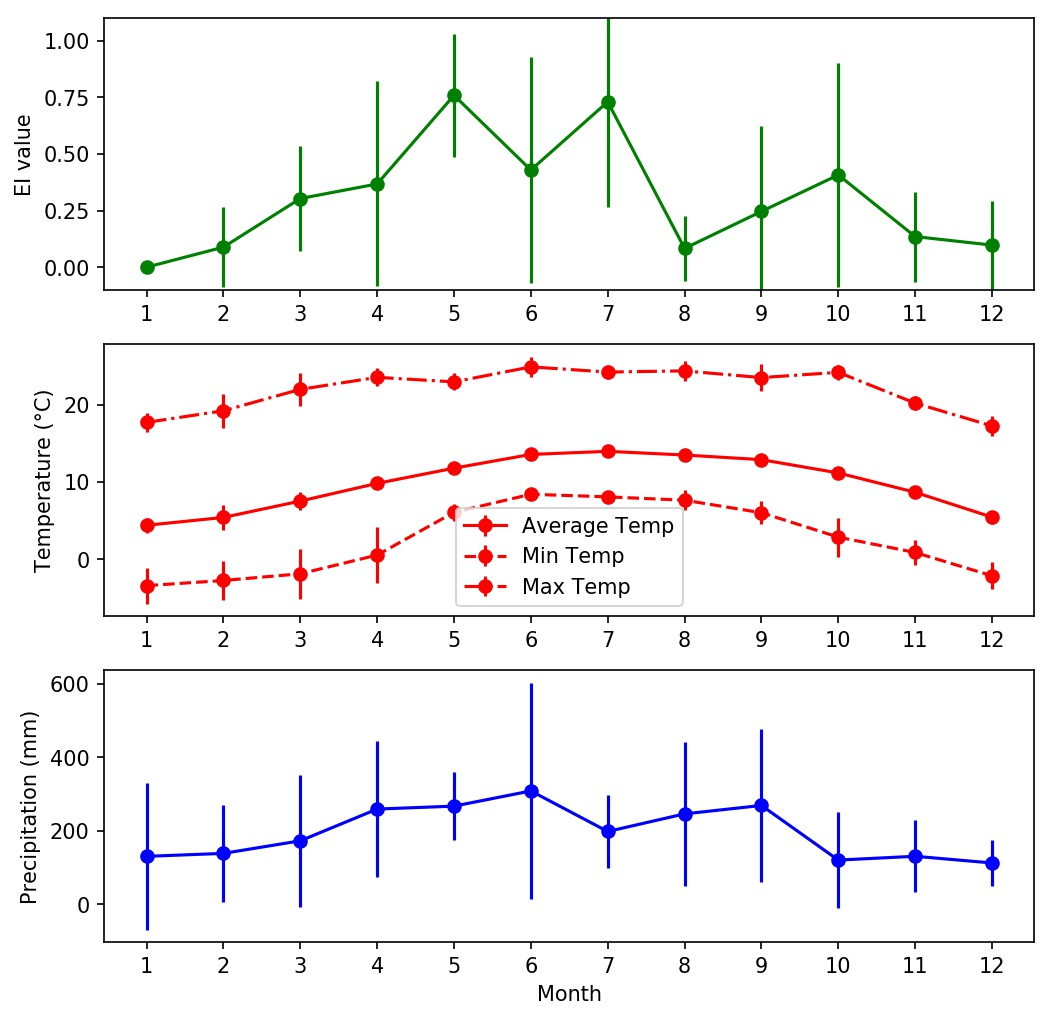 EI value
1.00
0.75
0.50
0.25
0.00
1 2 3 4 5 6 7 8 9 10 11 12
Temperature (°C)
20
10
0
Average Temp
Min Temp
Max Temp
1 2 3 4 5 6 7 8 9 10 11 12
Precipitation (mm)
600
400
200
0
1 2 3 4 5 6 7 8 9 10 11 12
Month